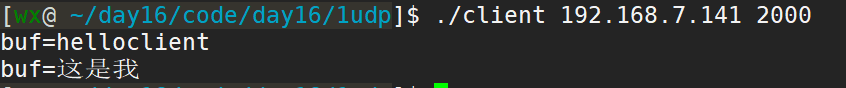 [wx@ ~/day16/code/day16/1udp]$ ./client 192.168.7.141 2000
buf=helloclient
buf=这是我